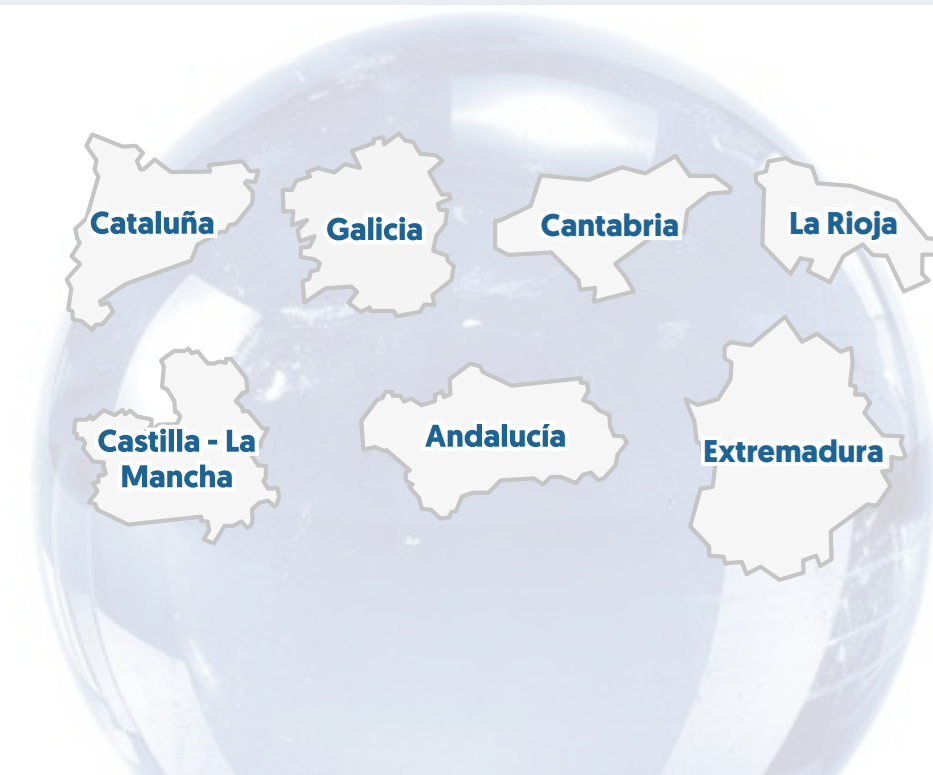 Cataluña
Galicia
Cantabria
La Rioja
Castilla - La
Mancha
Andalucía
Extremadura